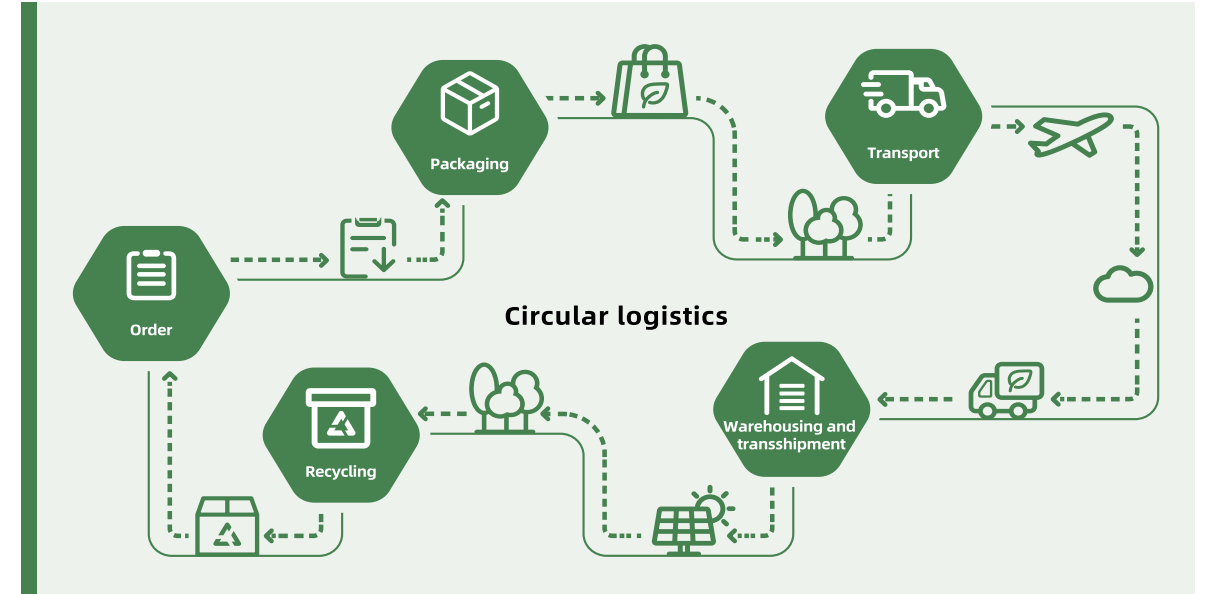 Packaging
Transport
Order
Circular logistics
Warehousing and
transshipment
Recycling